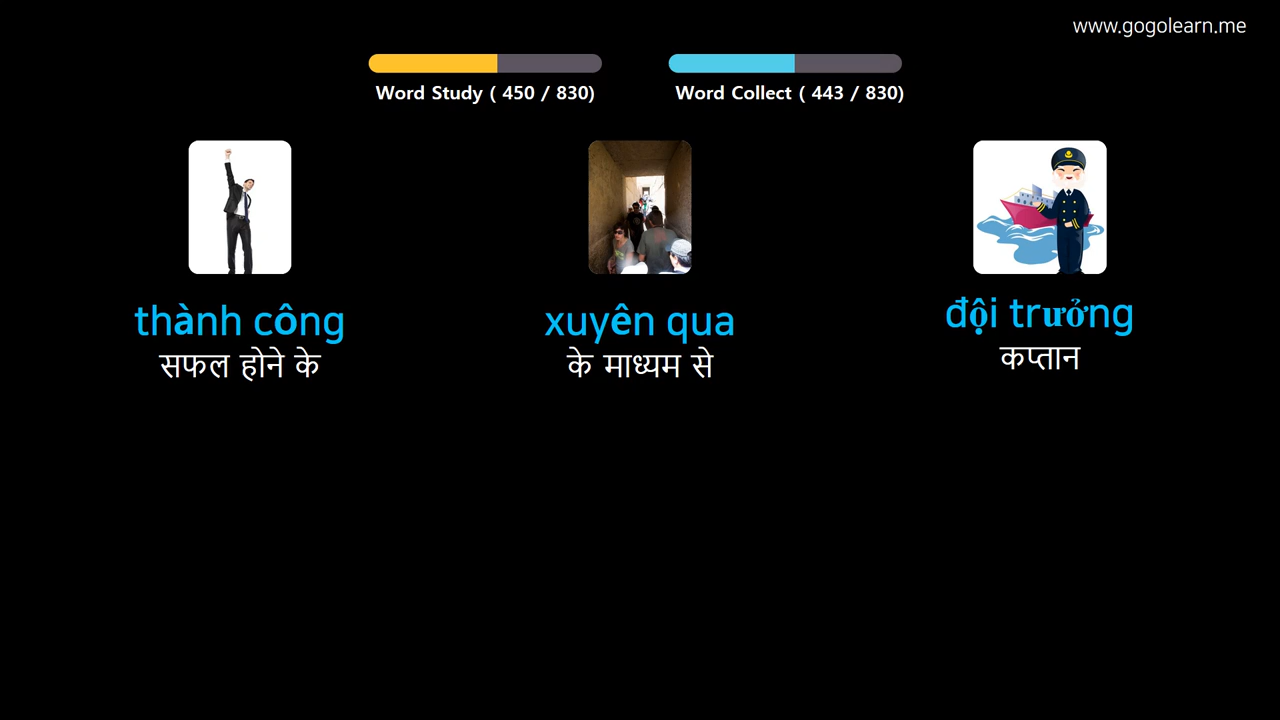 www.gogolearn.me
Word Study ( 450 / 830)
Word Collect ( 443 / 830)
thành công
सफल होने के
xuyên qua
के माध्यम से
đội trưởng
कप्तान